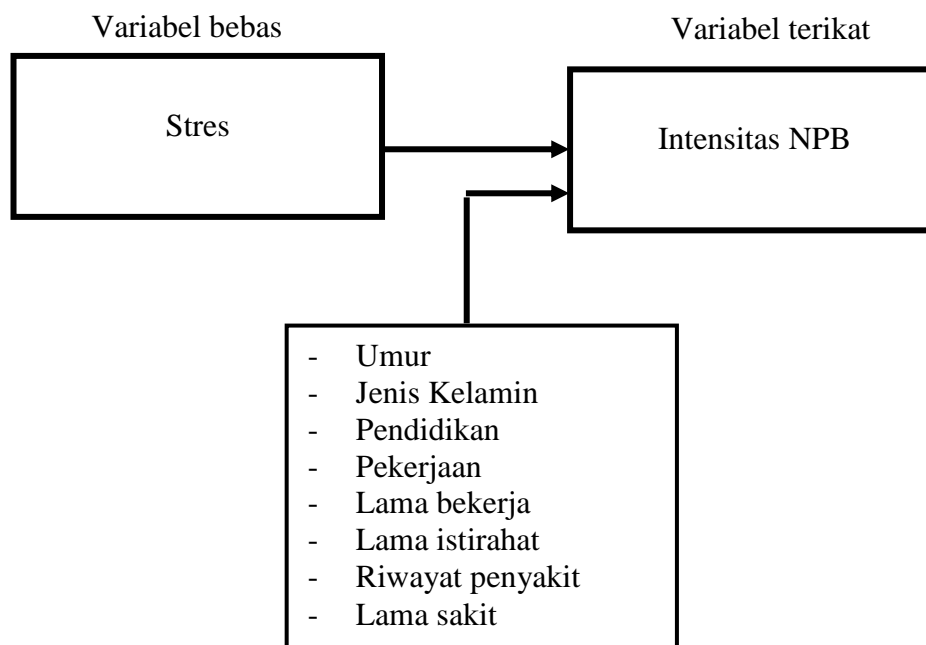 Variabel bebas
Variabel terikat
Stres
Intensitas NPB
- Umur
- Jenis Kelamin
- Pendidikan
- Pekerjaan
- Lama bekerja
- Lama istirahat
- Riwayat penyakit
- Lama sakit